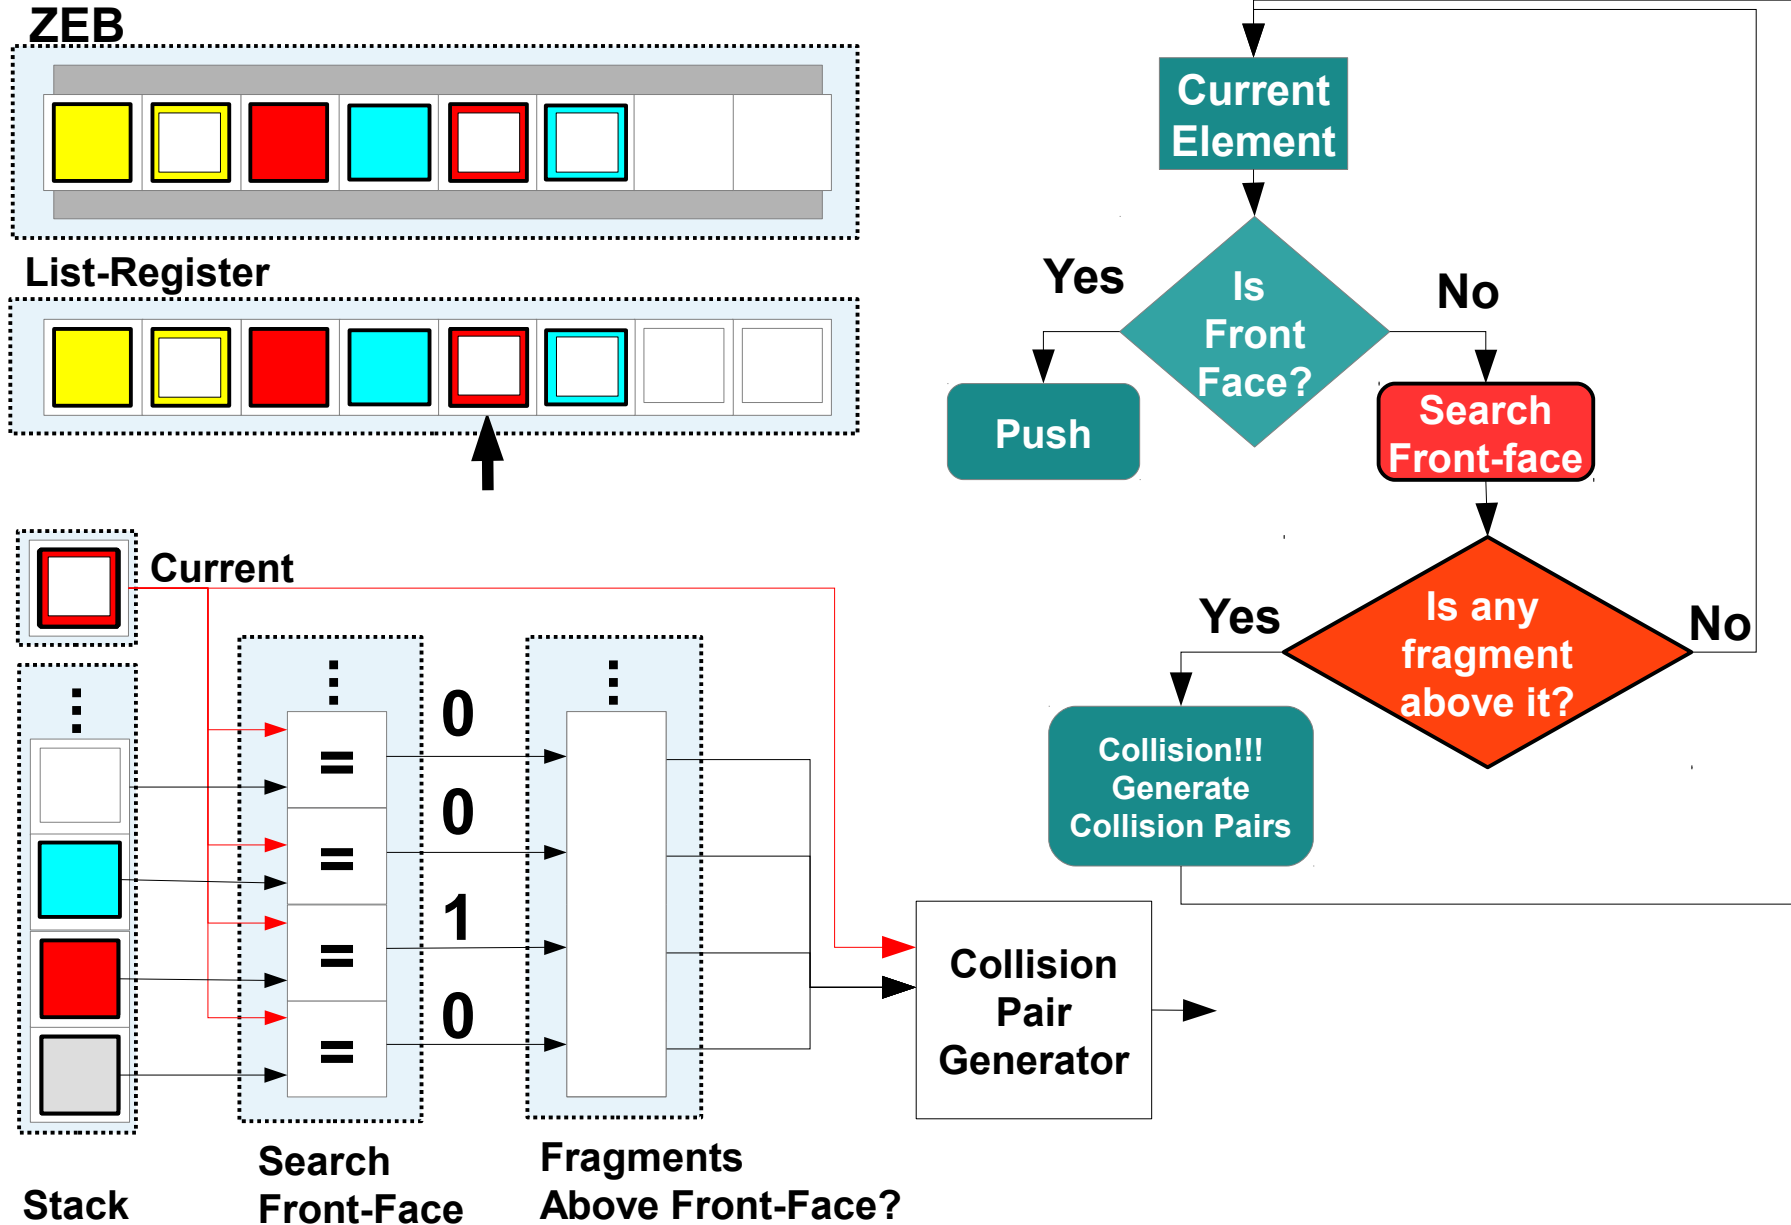 ZEB
List-Register
Current
0
=
0
=
1
=
0
=
Stack
Search
Front-Face
Fragments
Above Front-Face?
Collision
Pair
Generator
Current
Element
Is
Front
Face?
Yes
No
Push
Search
Front-face
Is any
fragment
above it?
Yes
No
Collision!!!
Generate
Collision Pairs